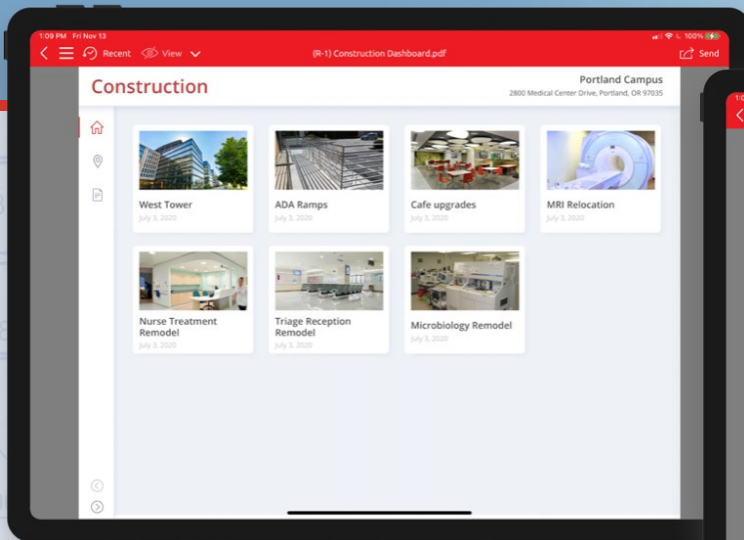 1:09 PM Fri Nov 13
100%
Recent
View
(R-1) Construction Dashboard.pdf
Send
Construction
Portland Campus
2800 Medical Center Drive, Portland, OR 97035
West Tower
July 3, 2020
ADA Ramps
July 3, 2020
Cafe upgrades
July 3, 2020
MRI Relocation
July 3, 2020
Nurse Treatment
Remodel
July 3, 2020
Triage Reception
Remodel
July 3, 2020
Microbiology Remodel
July 3, 2020